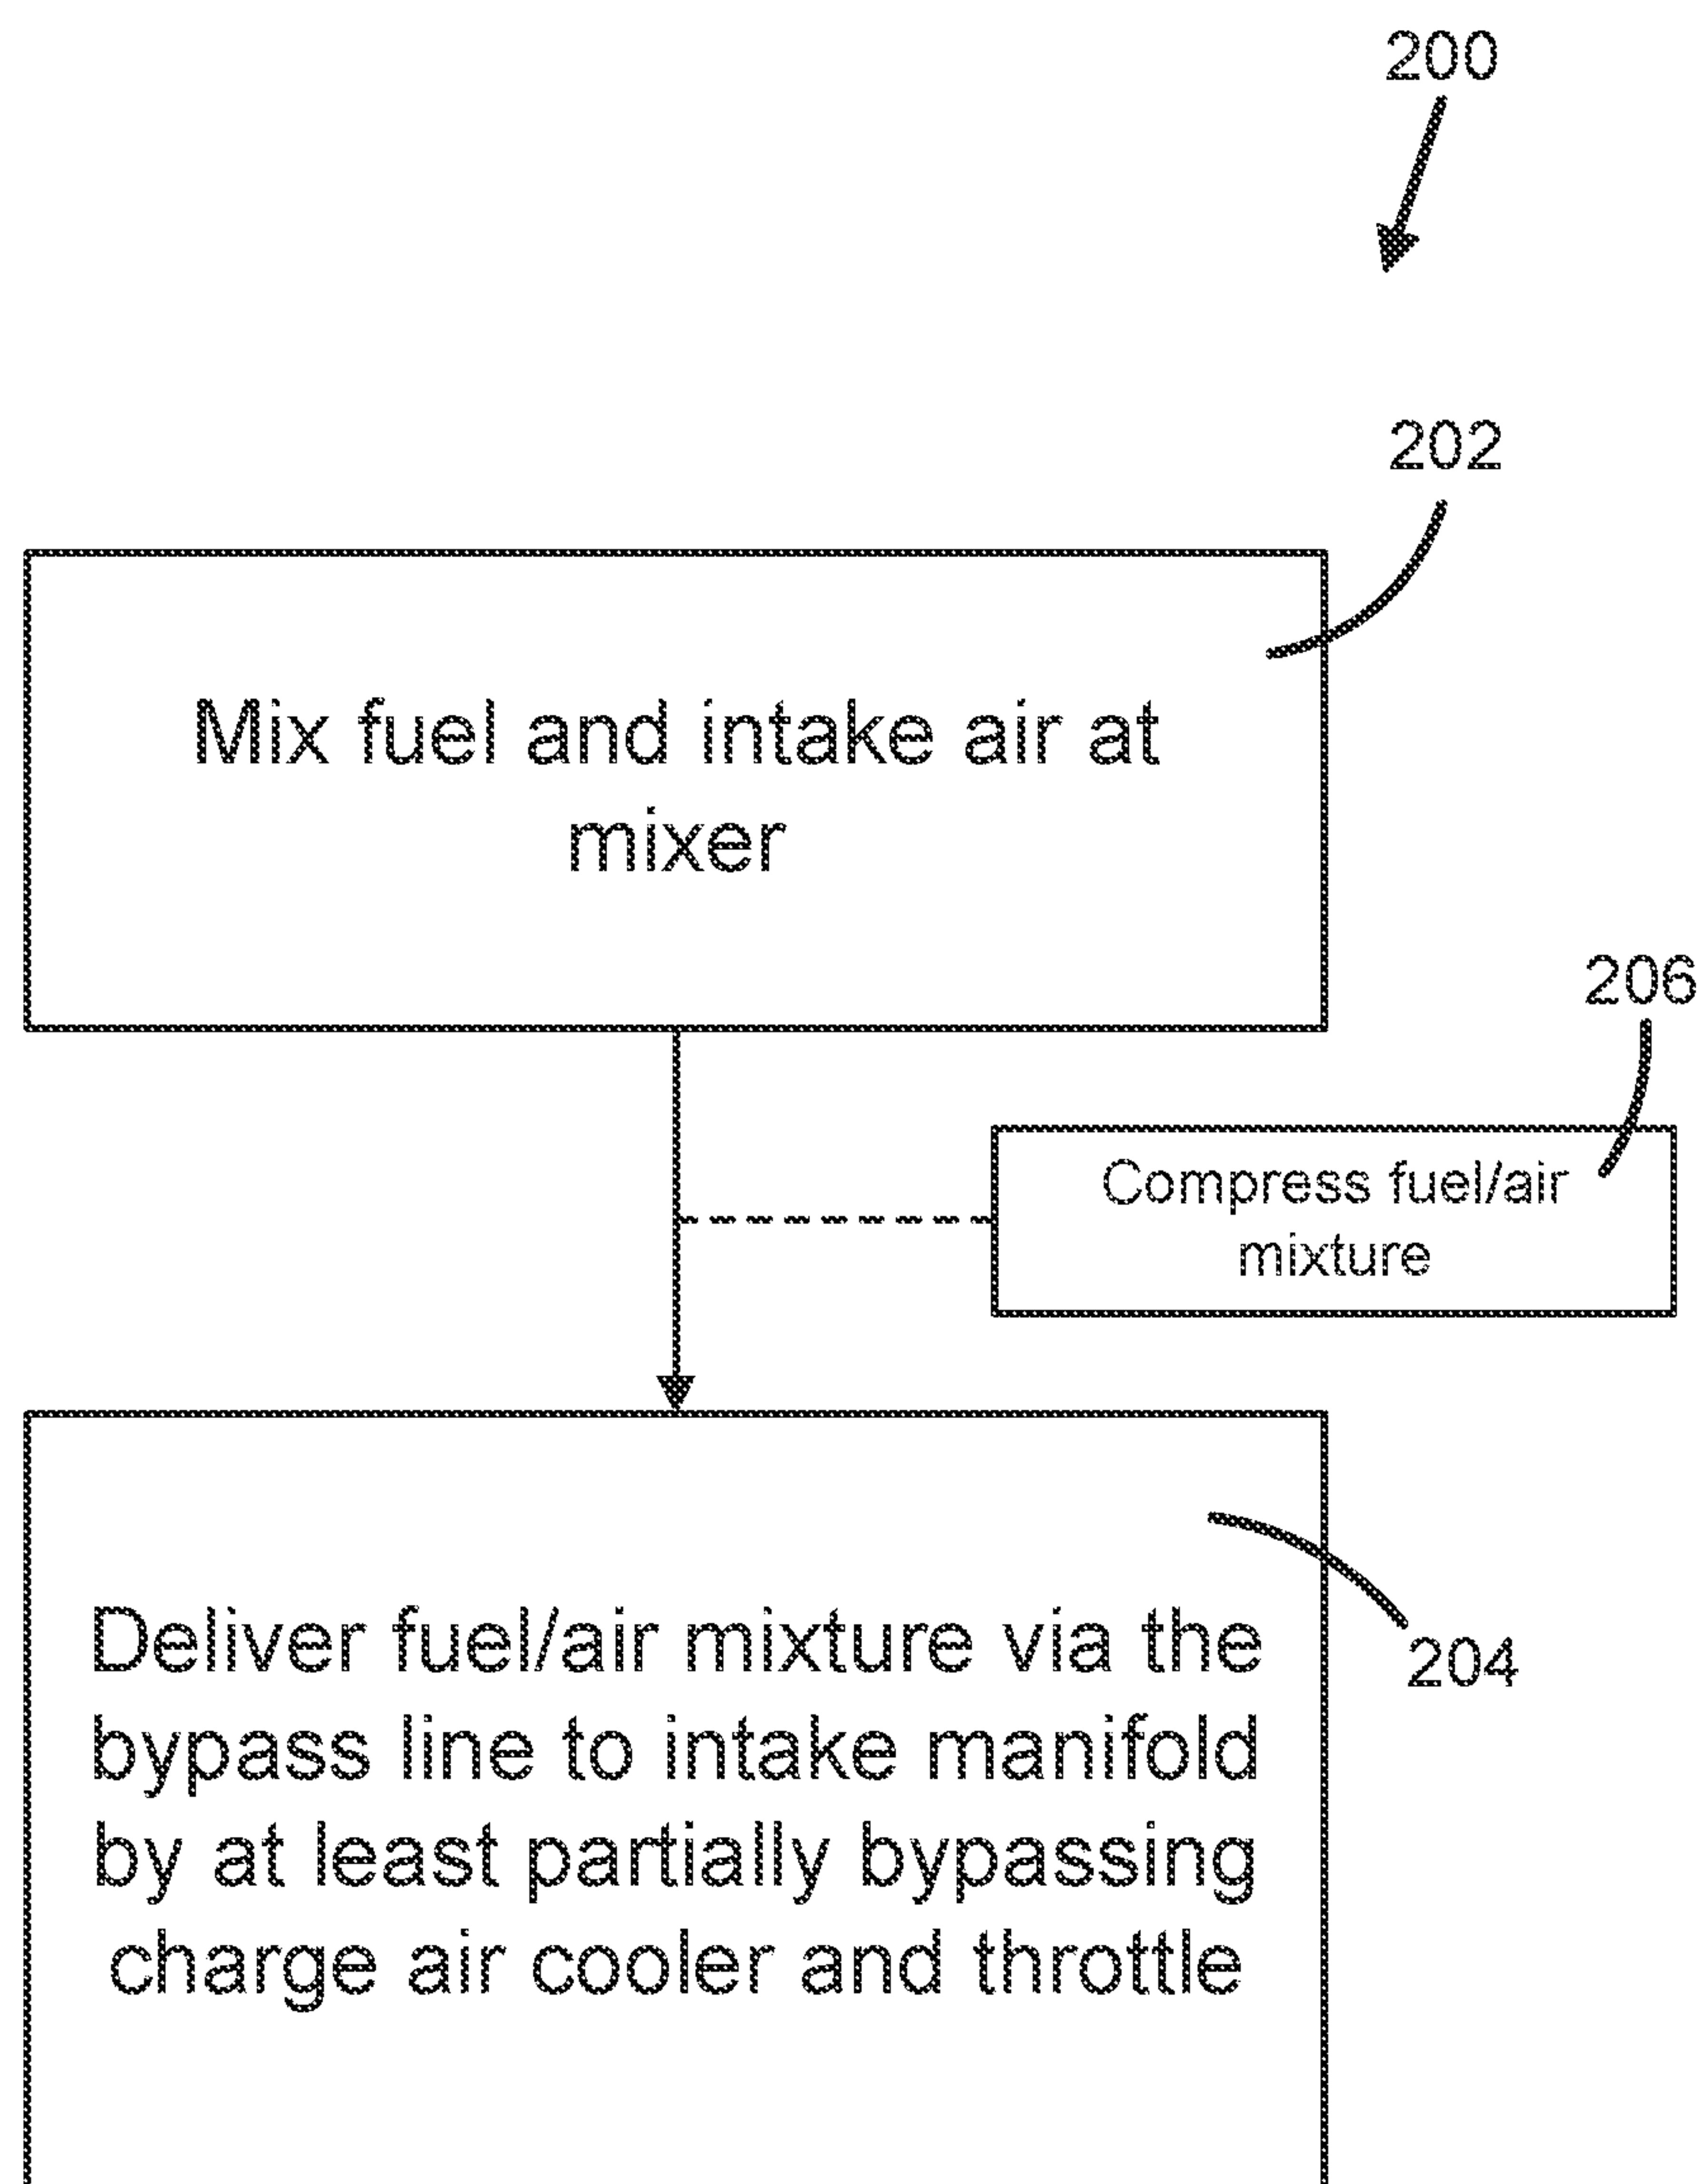 200
202
Mix fuel and intake air at
mixer
206
Compress fuel/air
mixture
Deliver fuel/air mixture via the
bypass line to intake manifold
by at least partially bypassing
charge air cooler and throttle
204